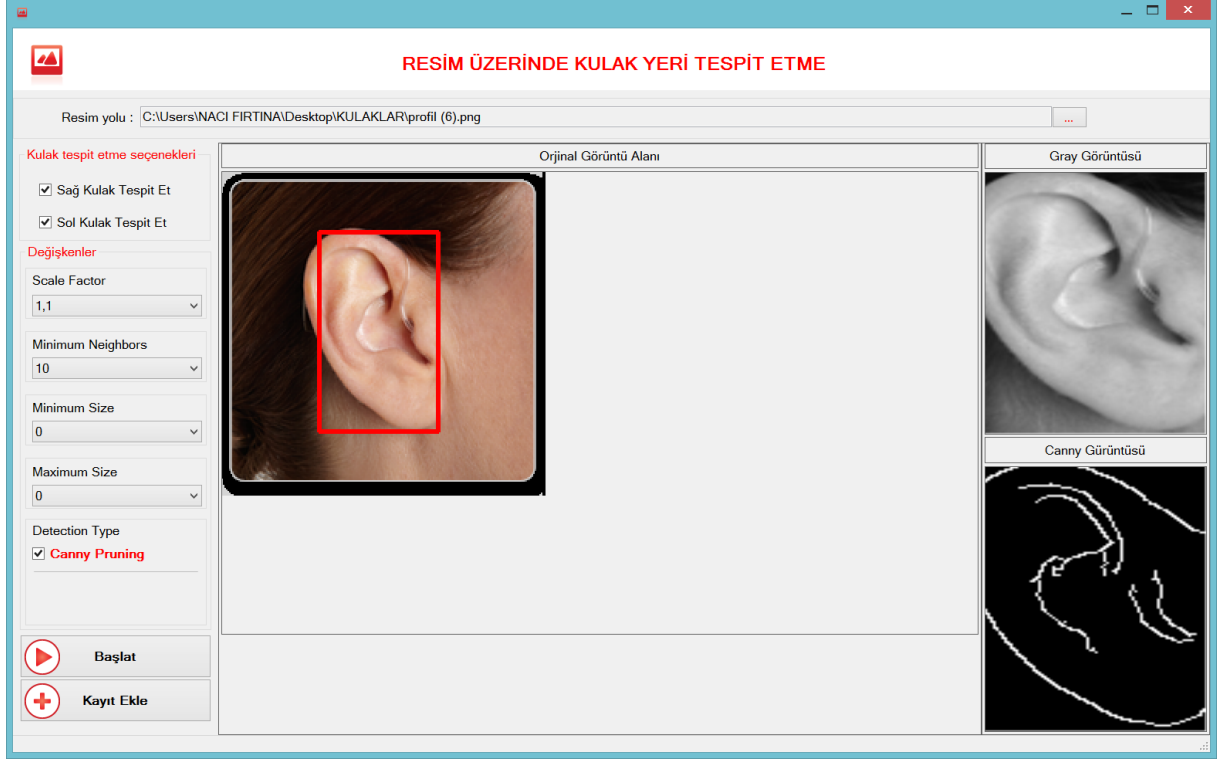 RESİM ÜZERİNDE KULAK YERİ TESPİT ETME
Resim yolu : C:\Users\NACI FIRTINA\Desktop\KULAKLAR\profil (6).png
...
Kulak tespit etme seçenekleri
Sağ Kulak Tespit Et
Sol Kulak Tespit Et
Değişkenler
Scale Factor
1,1
Minimum Neighbors
10
Minimum Size
0
Maximum Size
0
Detection Type
Canny Pruning
Başlat
Kayıt Ekle
Orjinal Görüntü Alanı
Gray Görüntüsü
Canny Gürüntüsü